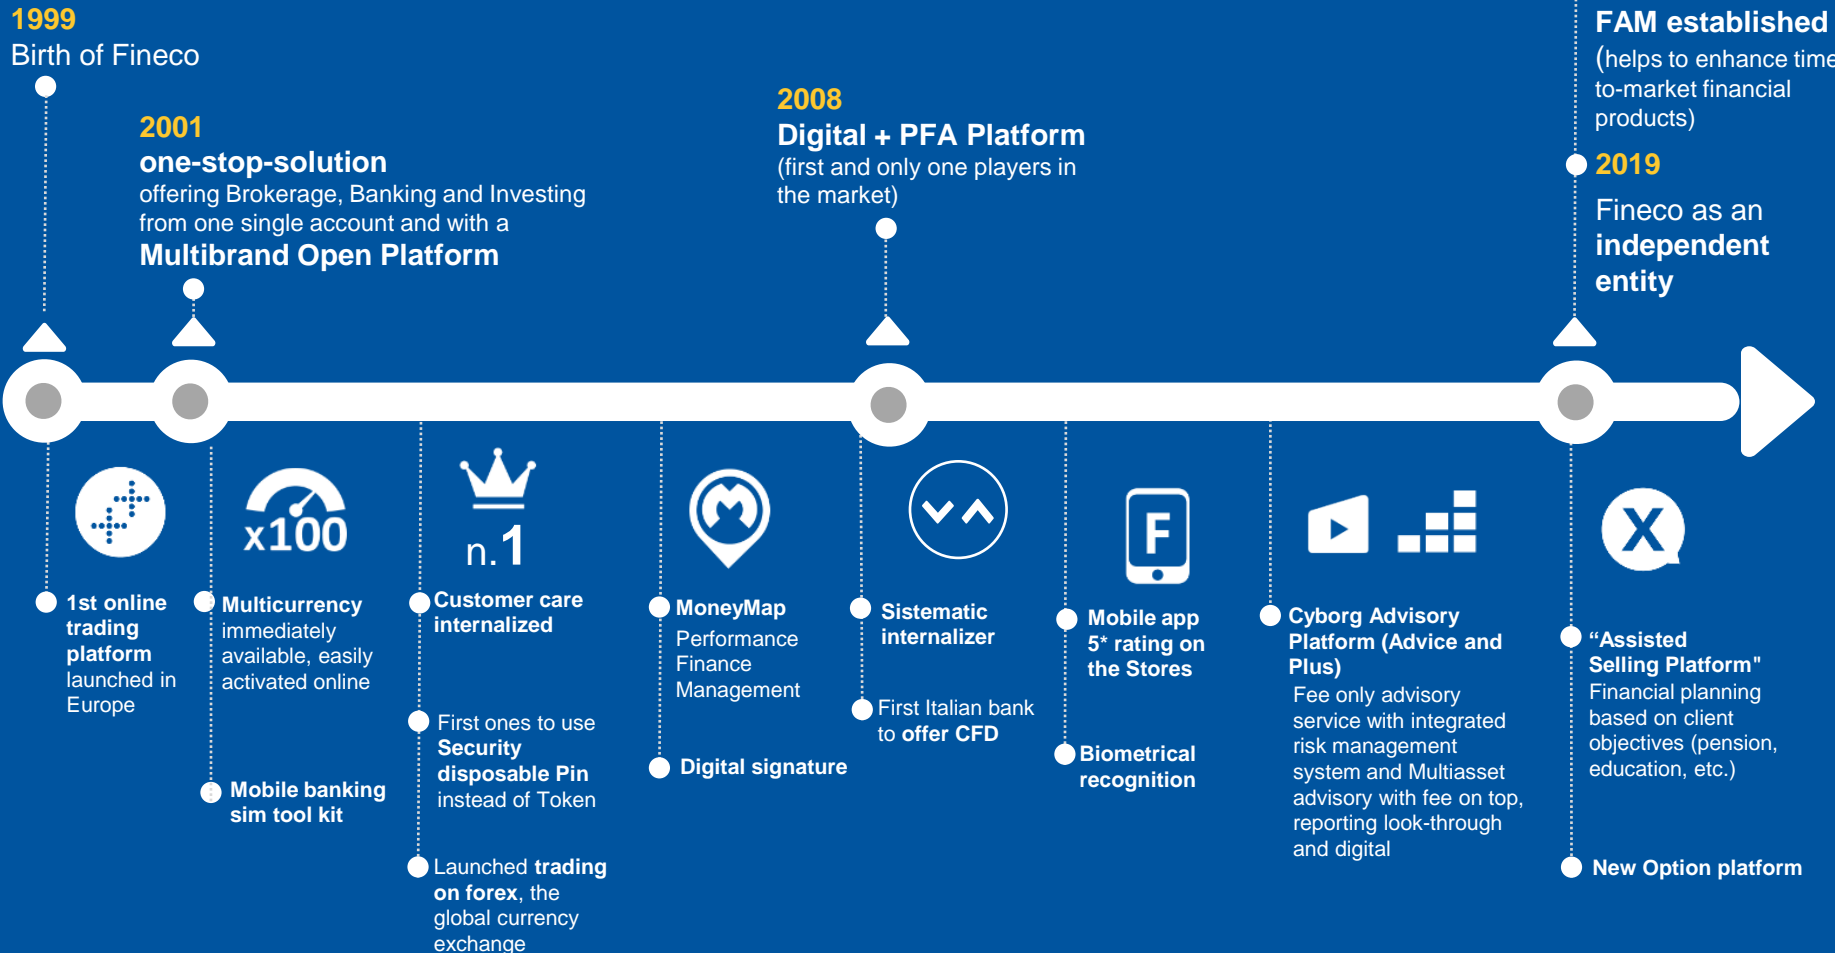 1999
Birth of Fineco
2001
one-stop-solution
offering Brokerage, Banking and Investing
from one single account and with a
Multibrand Open Platform
2008
Digital + PFA Platform
(first and only one players in
the market)
FAM established
(helps to enhance time
to-market financial
products)
2019
Fineco as an
independent
entity
1st online
trading
platform
launched in
Europe
x100
Multicurrency
immediately
available, easily
activated online
Mobile banking
sim tool kit
n.1
Customer care
internalized
First ones to use
Security
disposable Pin
instead of Token
Launched trading
on forex, the
global currency
exchange
MoneyMap
Performance
Finance
Management
Digital signature
Sistematic
internalizer
First Italian bank
to offer CFD
F
Mobile app
5* rating on
the Stores
Biometrical
recognition
Cyborg Advisory
Platform (Advice and
Plus)
Fee only advisory
service with integrated
risk management
system and Multiasset
advisory with fee on top,
reporting look-through
and digital
X
“Assisted
Selling Platform"
Financial planning
based on client
objectives (pension,
education, etc.)
New Option platform